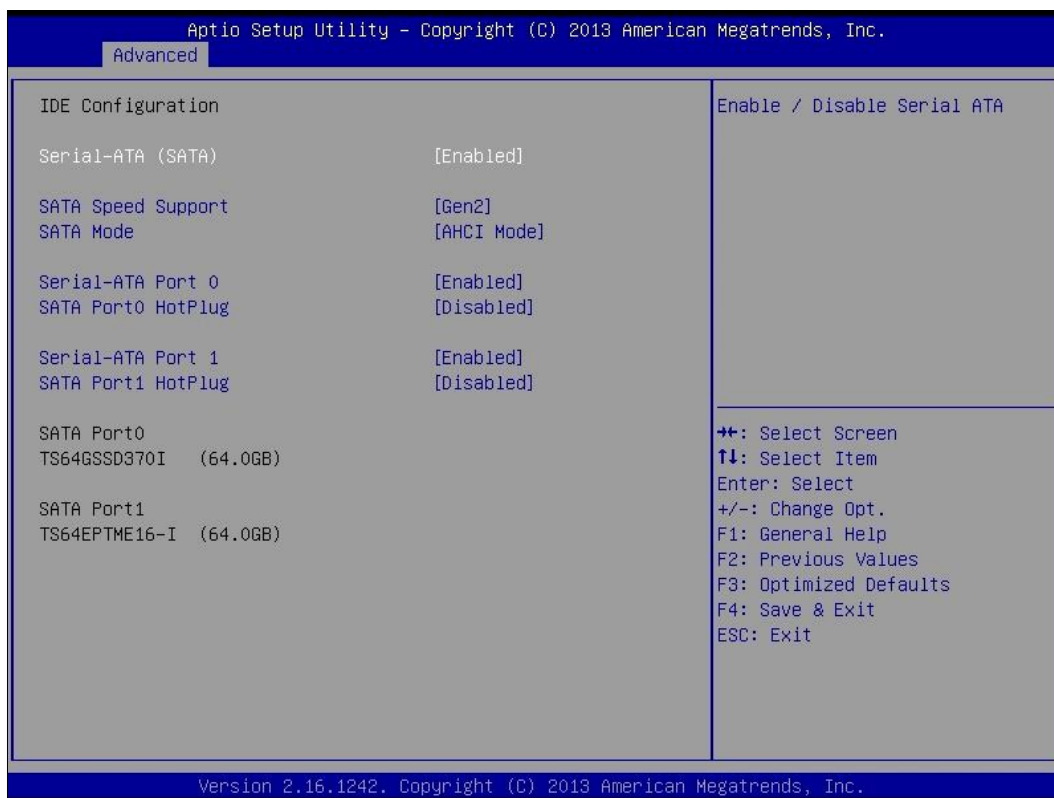 Aptio Setup Utility – Copyright (C) 2013 American Megatrends, Inc.
Advanced
IDE Configuration
Serial-ATA (SATA) [Enabled]
SATA Speed Support [Gen2]
SATA Mode [AHCI Mode]
Serial-ATA Port 0 [Enabled]
SATA Port0 HotPlug [Disabled]
Serial-ATA Port 1 [Enabled]
SATA Port1 HotPlug [Disabled]
SATA Port0
TS64GSSD370I (64.0GB)
SATA Port1
TS64EPTME16-I (64.0GB)
Enable / Disable Serial ATA
→←: Select Screen
↑↓: Select Item
Enter: Select
+/-: Change Opt.
F1: General Help
F2: Previous Values
F3: Optimized Defaults
F4: Save & Exit
ESC: Exit
Version 2.16.1242. Copyright (C) 2013 American Megatrends, Inc.